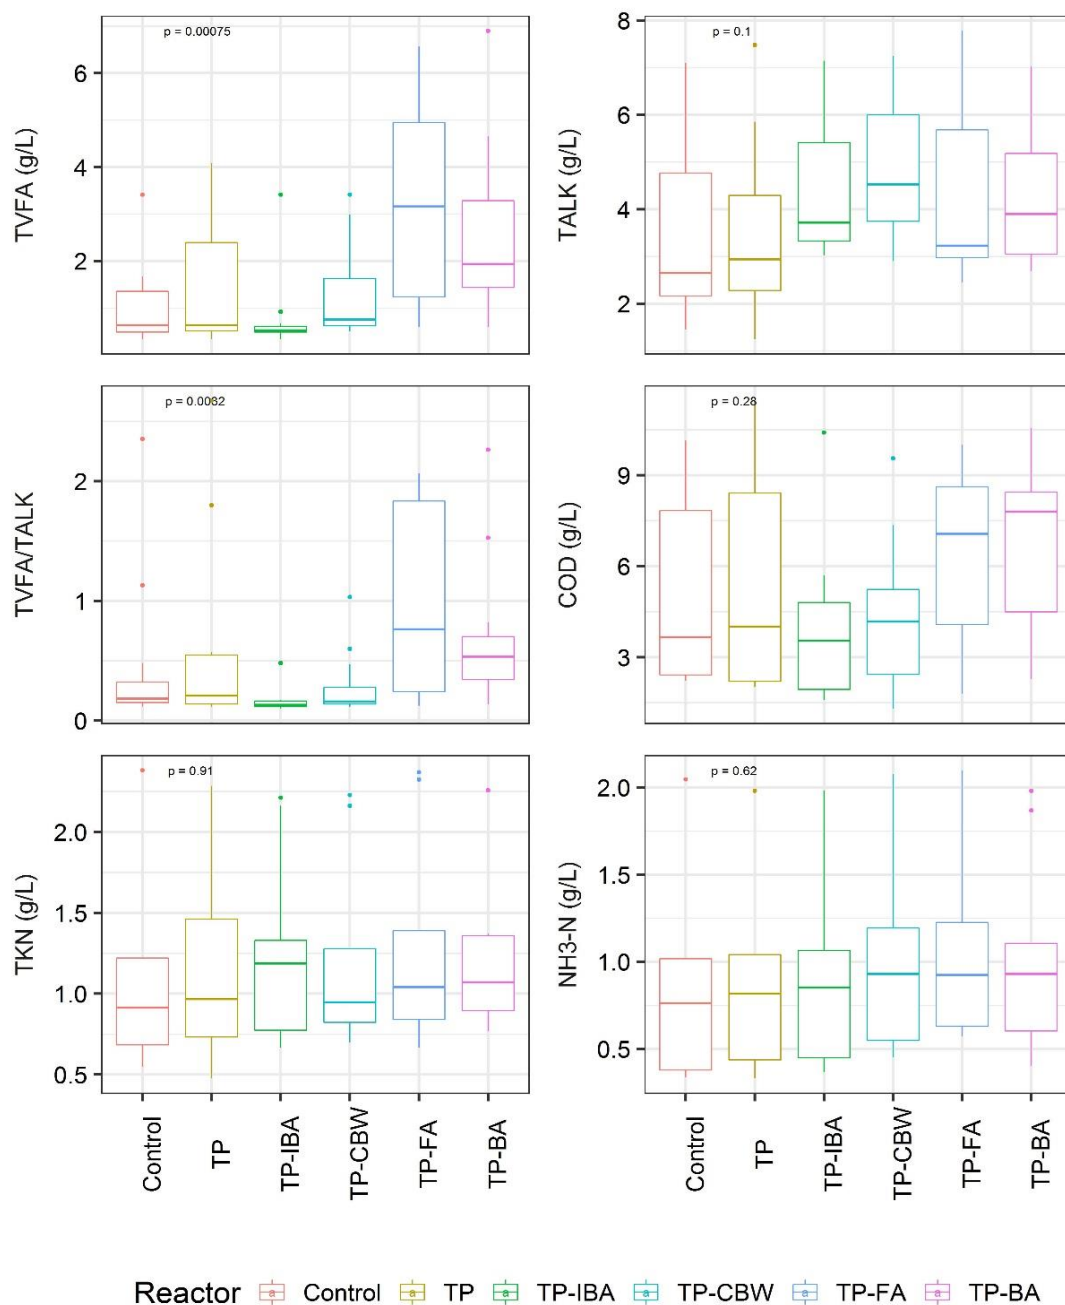 p = 0.00075
6
4
2
TVFA (g/L)
p = 0.1
8
6
4
2
TALK (g/L)
p = 0.0032
2
1
0
TVFA/TALK
p = 0.28
9
6
3
COD (g/L)
p = 0.91
2.0
1.5
1.0
0.5
TKN (g/L)
p = 0.62
2.0
1.5
1.0
0.5
NH3-N (g/L)
Control
TP
TP-IBA
TP-CBW
TP-FA
TP-BA
Control
TP
TP-IBA
TP-CBW
TP-FA
TP-BA
Reactor a Control a TP a TP-IBA a TP-CBW a TP-FA a TP-BA